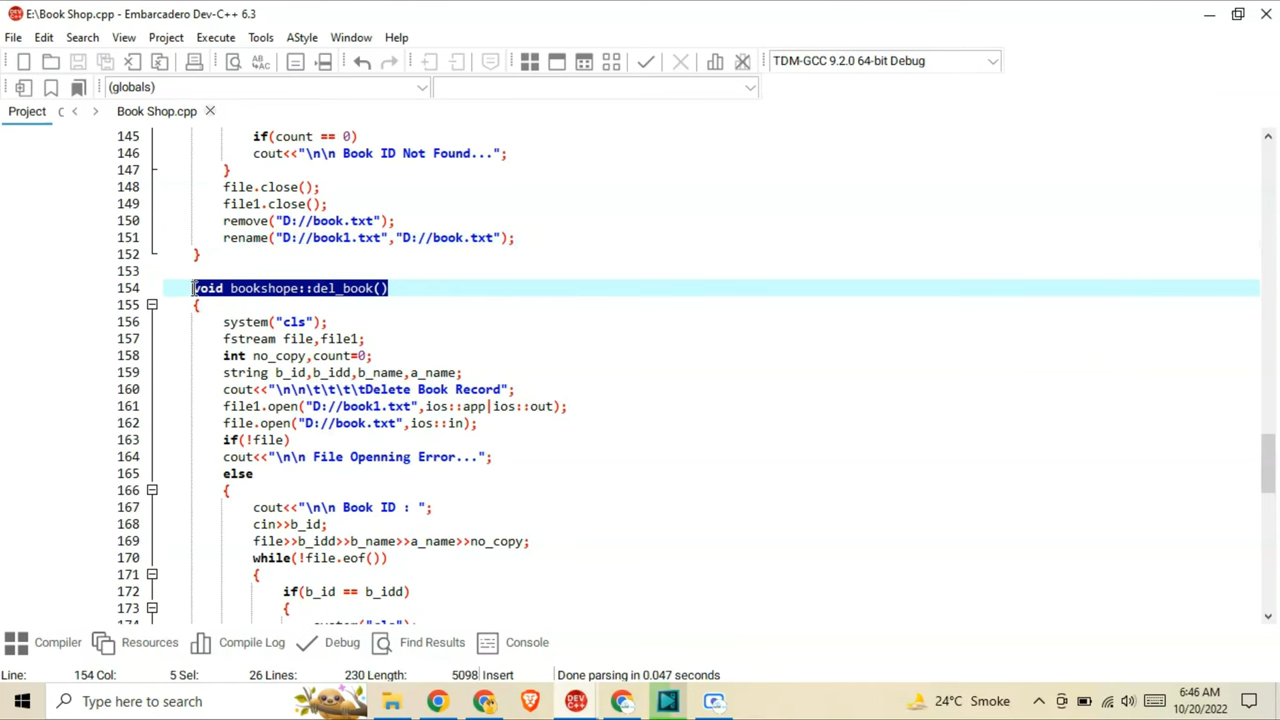 E:\Book Shop.cpp - Embarcadero Dev-C++ 6.3
File Edit Search View Project Execute Tools AStyle Window Help
TDM-GCC 9.2.0 64-bit Debug
(globals)
Project C Book Shop.cpp
145 if(count == 0)
146 cout<<"\n\n Book ID Not Found...";
147 }
148 file.close();
149 file1.close();
150 remove("D://book.txt");
151 rename("D://book1.txt","D://book.txt");
152 }
153
154 void bookshope::del_book()
155 {
156 system("cls");
157 fstream file,file1;
158 int no_copy,count=0;
159 string b_id,b_idd,b_name,a_name;
160 cout<<"\n\n\t\t\t\tDelete Book Record";
161 file1.open("D://book1.txt",ios::app|ios::out);
162 file.open("D://book.txt",ios::in);
163 if(!file)
164 cout<<"\n\n File Openning Error...";
165 else
166 {
167 cout<<"\n\n Book ID : ";
168 cin>>b_id;
169 file>>b_idd>>b_name>>a_name>>no_copy;
170 while(!file.eof())
171 {
172 if(b_id == b_idd)
173 {
174 system("cls");
Compiler Resources Compile Log Debug Find Results Console
Line: 154 Col: 5 Sel: 26 Lines: 230 Length: 5098 Insert Done parsing in 0.047 seconds
Type here to search DEV C++ 24°C Smoke 6:46 AM
10/20/2022